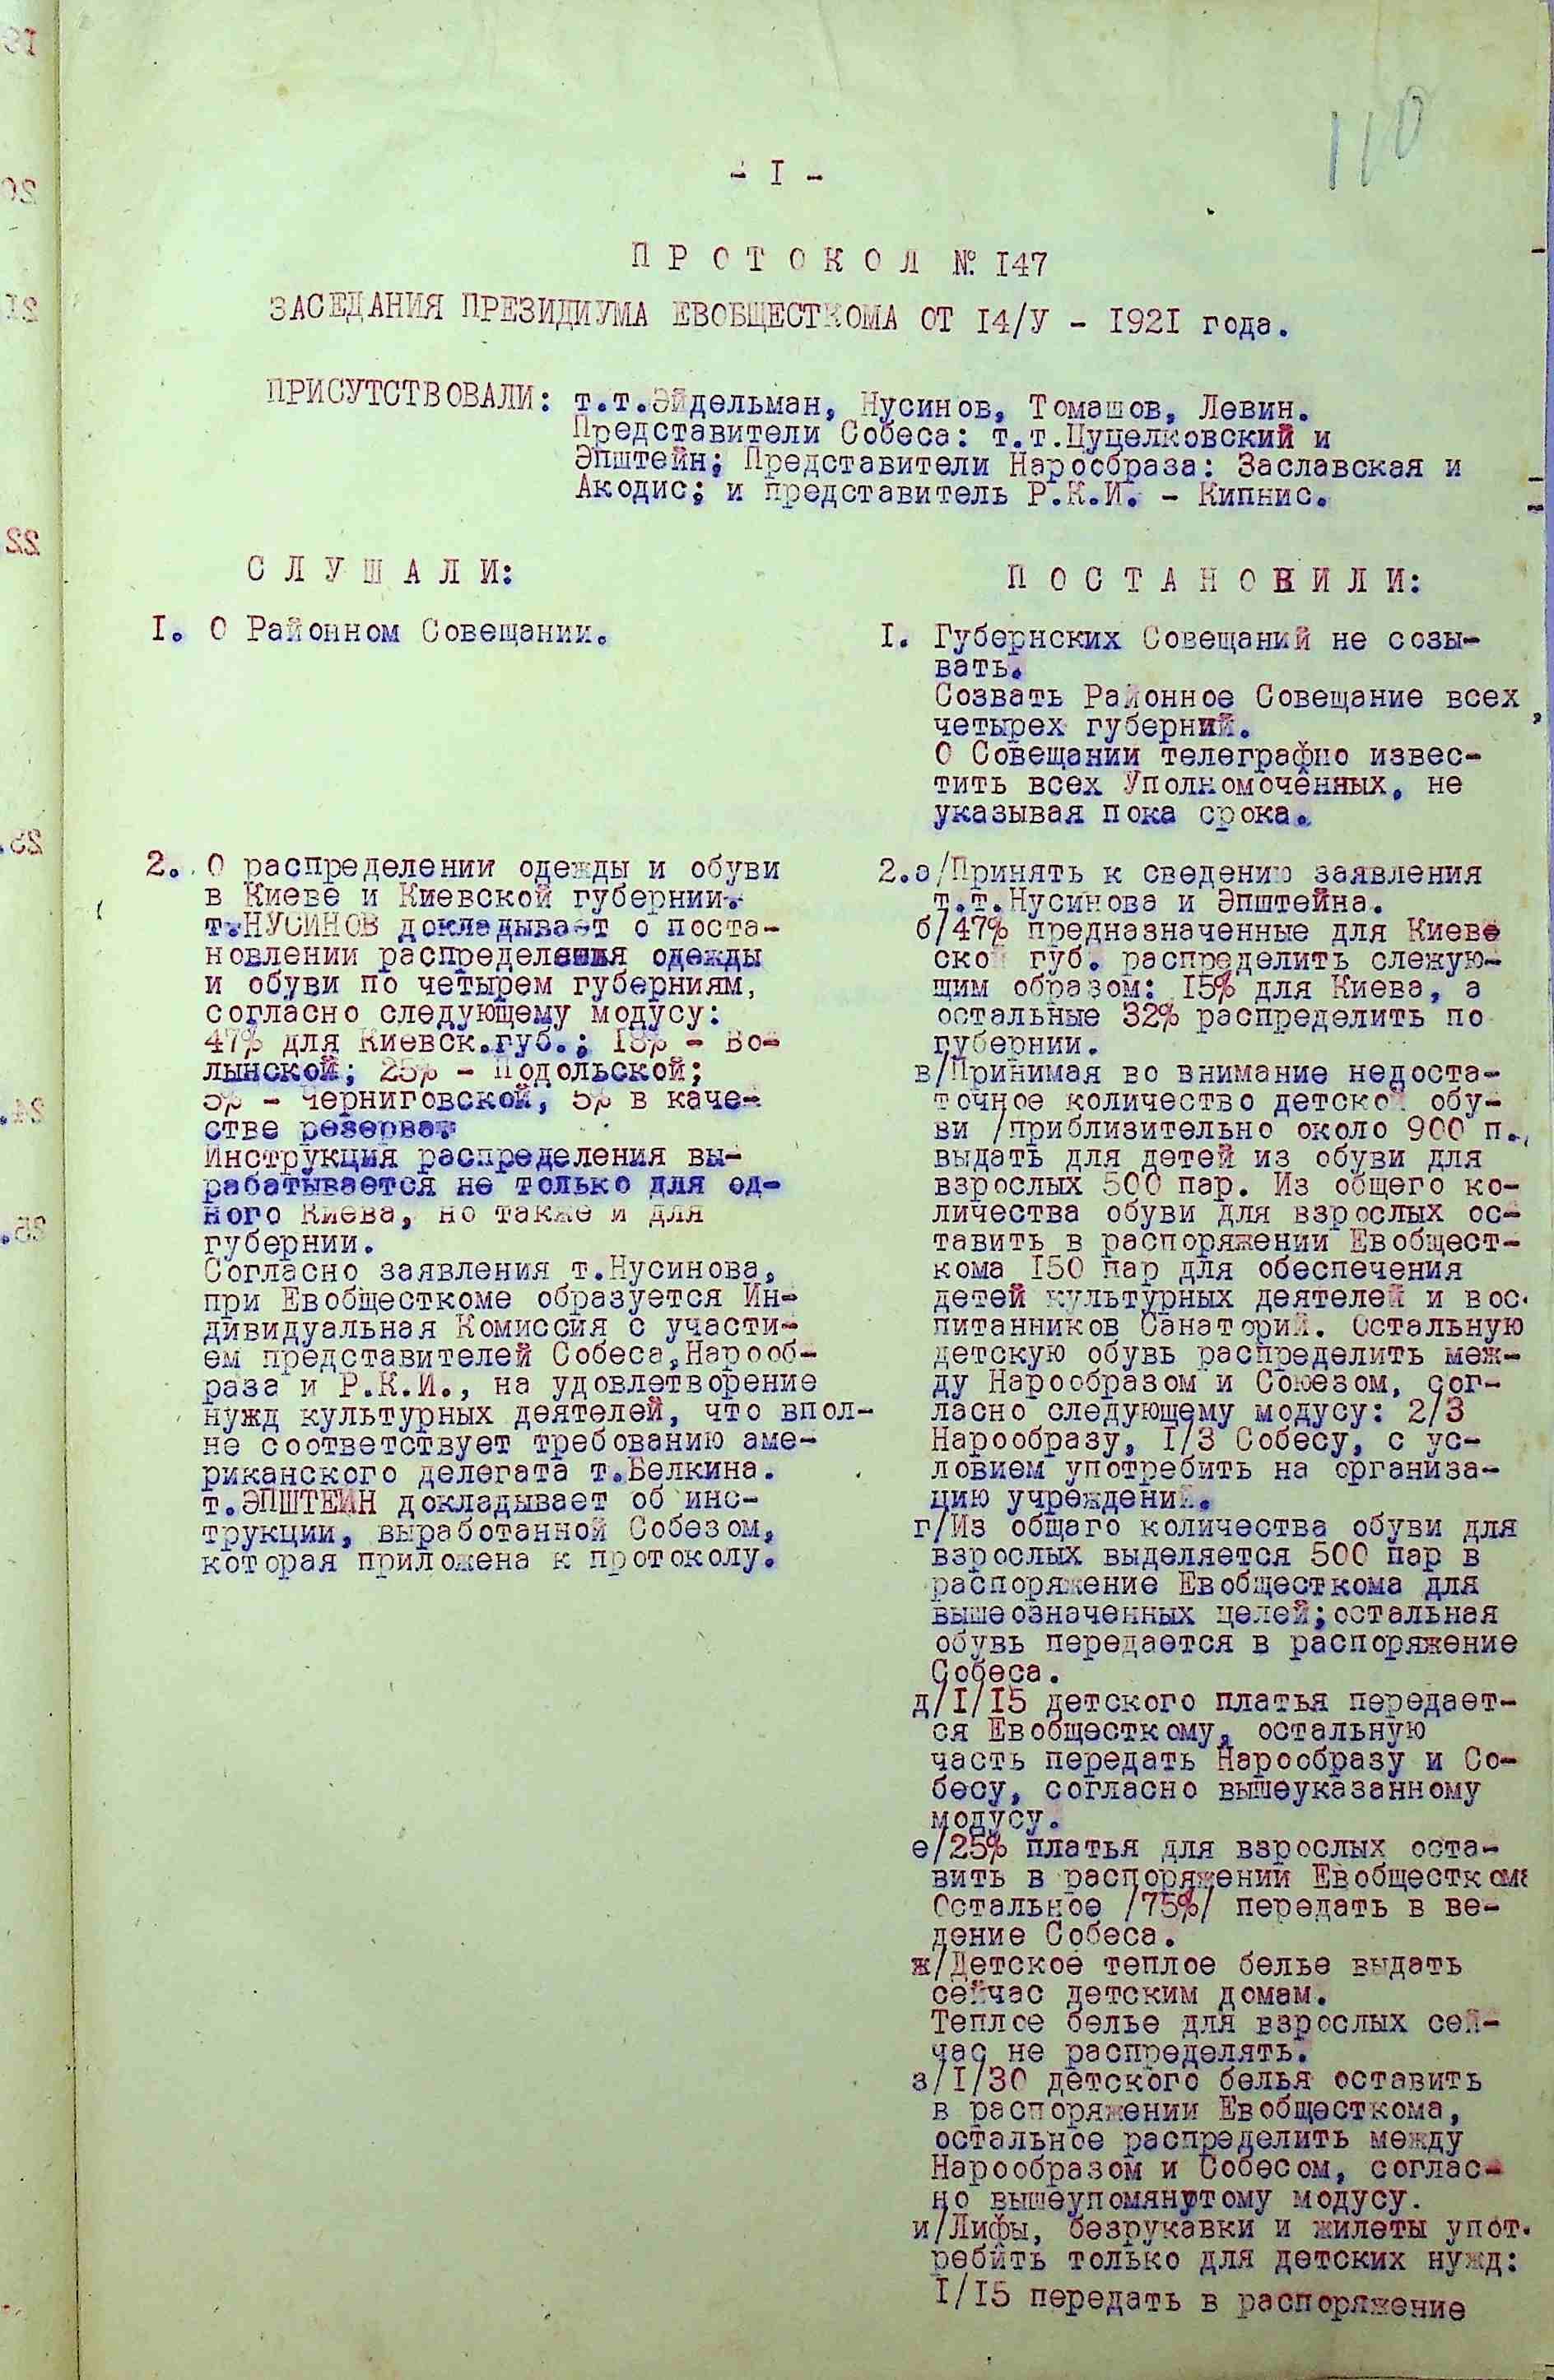 110
- I -
П Р О Т О К О Л № I47
ЗАСЕДАНИЯ ПРЕЗИДИУМА ЕВОБЩЕСТКОМА ОТ I4/У - I92I года.
ПРИСУТСТВОВАЛИ: т.т.Эйдельман, Нусинов, Томашов, Левин.
Представители Собеса: т.т.Цуцелковский и
Эпштейн; Представители Нарообраза: Заславская и
Акодис; и представитель Р.К.И. - Кипнис.
С Л У Ш А Л И:
I. О Районном Совещании.
2. О распределении одежды и обуви
в Киеве и Киевской губернии.
т.НУСИНОВ докладывает о поста-
новлении распределения одежды
и обуви по четырем губерниям,
согласно следующему модусу:
47% для Киевск.губ.; I8% - Во-
лынской; 25% - Подольской;
5% - Черниговской, 5% в каче-
стве резерва.
Инструкция распределения вы-
рабатывается не только для од-
ного Киева, но также и для
губернии.
Согласно заявления т.Нусинова,
при Евобщесткоме образуется Ин-
дивидуальная Комиссия с участи-
ем представителей Собеса,Нарооб-
раза и Р.К.И., на удовлетворение
нужд культурных деятелей, что впол-
не соответствует требованию аме-
риканского делегата т.Белкина.
т.ЭПШТЕИН докладывает об инс-
трукции, выработанной Собезом,
которая приложена к протоколу.
П О С Т А Н О В И Л И:
I. Губернских Совещаний не созы-
вать.
Созвать Районное Совещание всех
четырех губерний.
О Совещании телеграфно извес-
тить всех Уполномоченных, не
указывая пока срока.
2.а/Принять к сведению заявления
т.т.Нусинова и Эпштейна.
б/47% предназначенные для Киев
ской губ. распределить слежую-
щим образом: I5% для Киева, а
остальные 32% распределить по
губернии.
в/Принимая во внимание недоста-
точное количество детской обу-
ви /приблизительно около 900 п.,
выдать для детей из обуви для
взрослых 500 пар. Из общего ко-
личества обуви для взрослых ос-
тавить в распоряжении Евобщест-
кома I50 пар для обеспечения
детей культурных деятелей и вос-
питанников Санаторий. Остальную
детскую обувь распределить меж-
ду Нарообразом и Союезом, сог-
ласно следующему модусу: 2/3
Нарообразу, I/3 Собесу, с ус-
ловием употребить на организа-
цию учреждений.
г/Из общаго количества обуви для
взрослых выделяется 500 пар в
распоряжение Евобщесткома для
вышеозначенных целей;остальная
обувь передается в распоряжение
Собеса.
д/I/I5 детского платья передает-
ся Евобщесткому, остальную
часть передать Нарообразу и Со-
бесу, согласно вышеуказанному
модусу.
е/25% платья для взрослых оста-
вить в распоряжении Евобщесткома
Остальное /75%/ передать в ве-
дение Собеса.
ж/Детское теплое белье выдать
сейчас детским домам.
Теплое белье для взрослых сей-
час не распределять.
з/I/30 детского белья оставить
в распоряжении Евобщесткома,
остальное распределить между
Нарообразом и Собесом, соглас-
но вышеупомянутому модусу.
и/Лифы, безрукавки и жилеты упот-
ребить только для детских нужд:
I/I5 передать в распоряжение